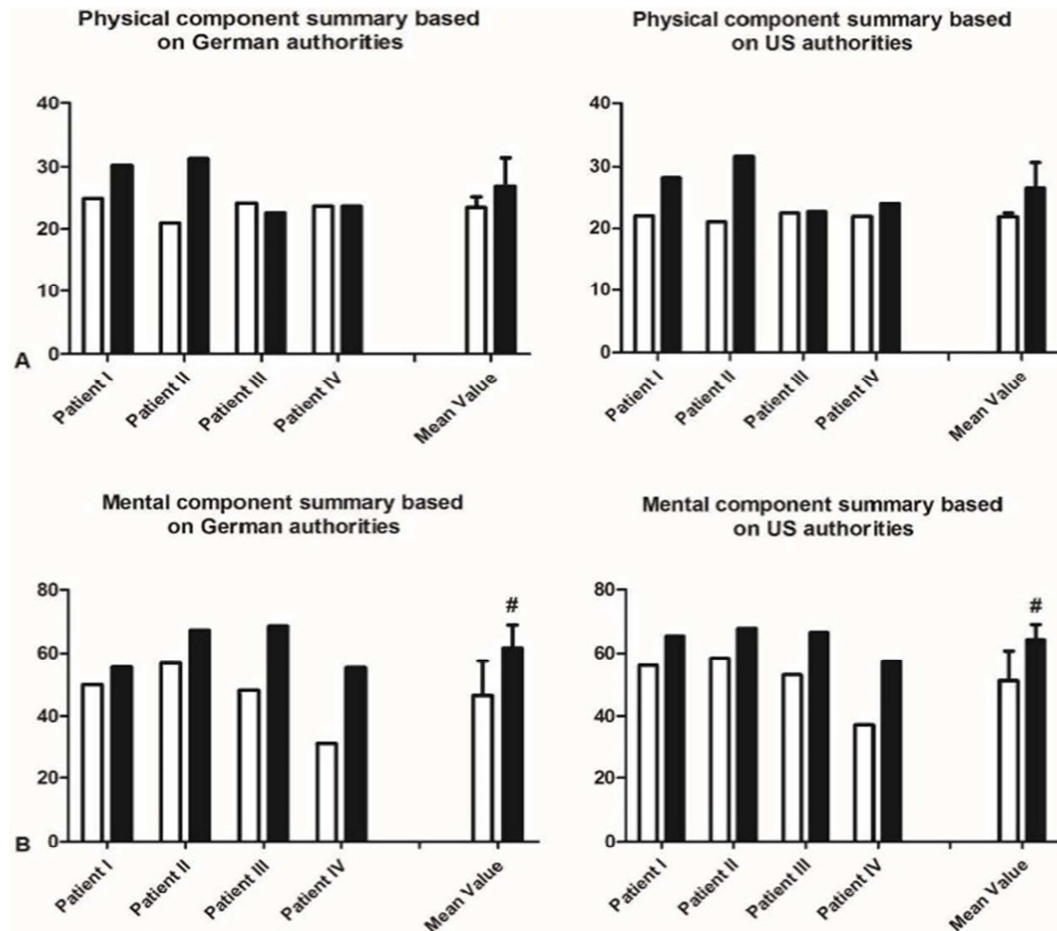 Physical component summary based
on German authorities
40
30
20
10
0
A
Patient I
Patient II
Patient III
Patient IV
Mean Value
Physical component summary based
on US authorities
40
30
20
10
0
Patient I
Patient II
Patient III
Patient IV
Mean Value
Mental component summary based
on German authorities
80
60
40
20
0
#
B
Patient I
Patient II
Patient III
Patient IV
Mean Value
Mental component summary based
on US authorities
80
60
40
20
0
#
Patient I
Patient II
Patient III
Patient IV
Mean Value